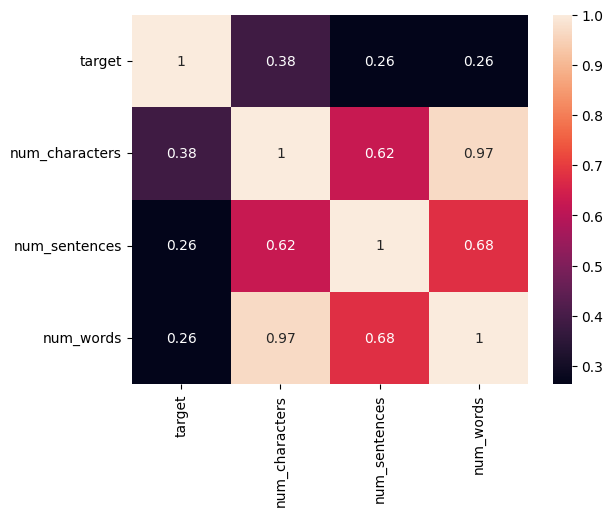 target 1 0.38 0.26 0.26
num_characters 0.38 1 0.62 0.97
num_sentences 0.26 0.62 1 0.68
num_words 0.26 0.97 0.68 1
target num_characters num_sentences num_words
1.0
0.9
0.8
0.7
0.6
0.5
0.4
0.3